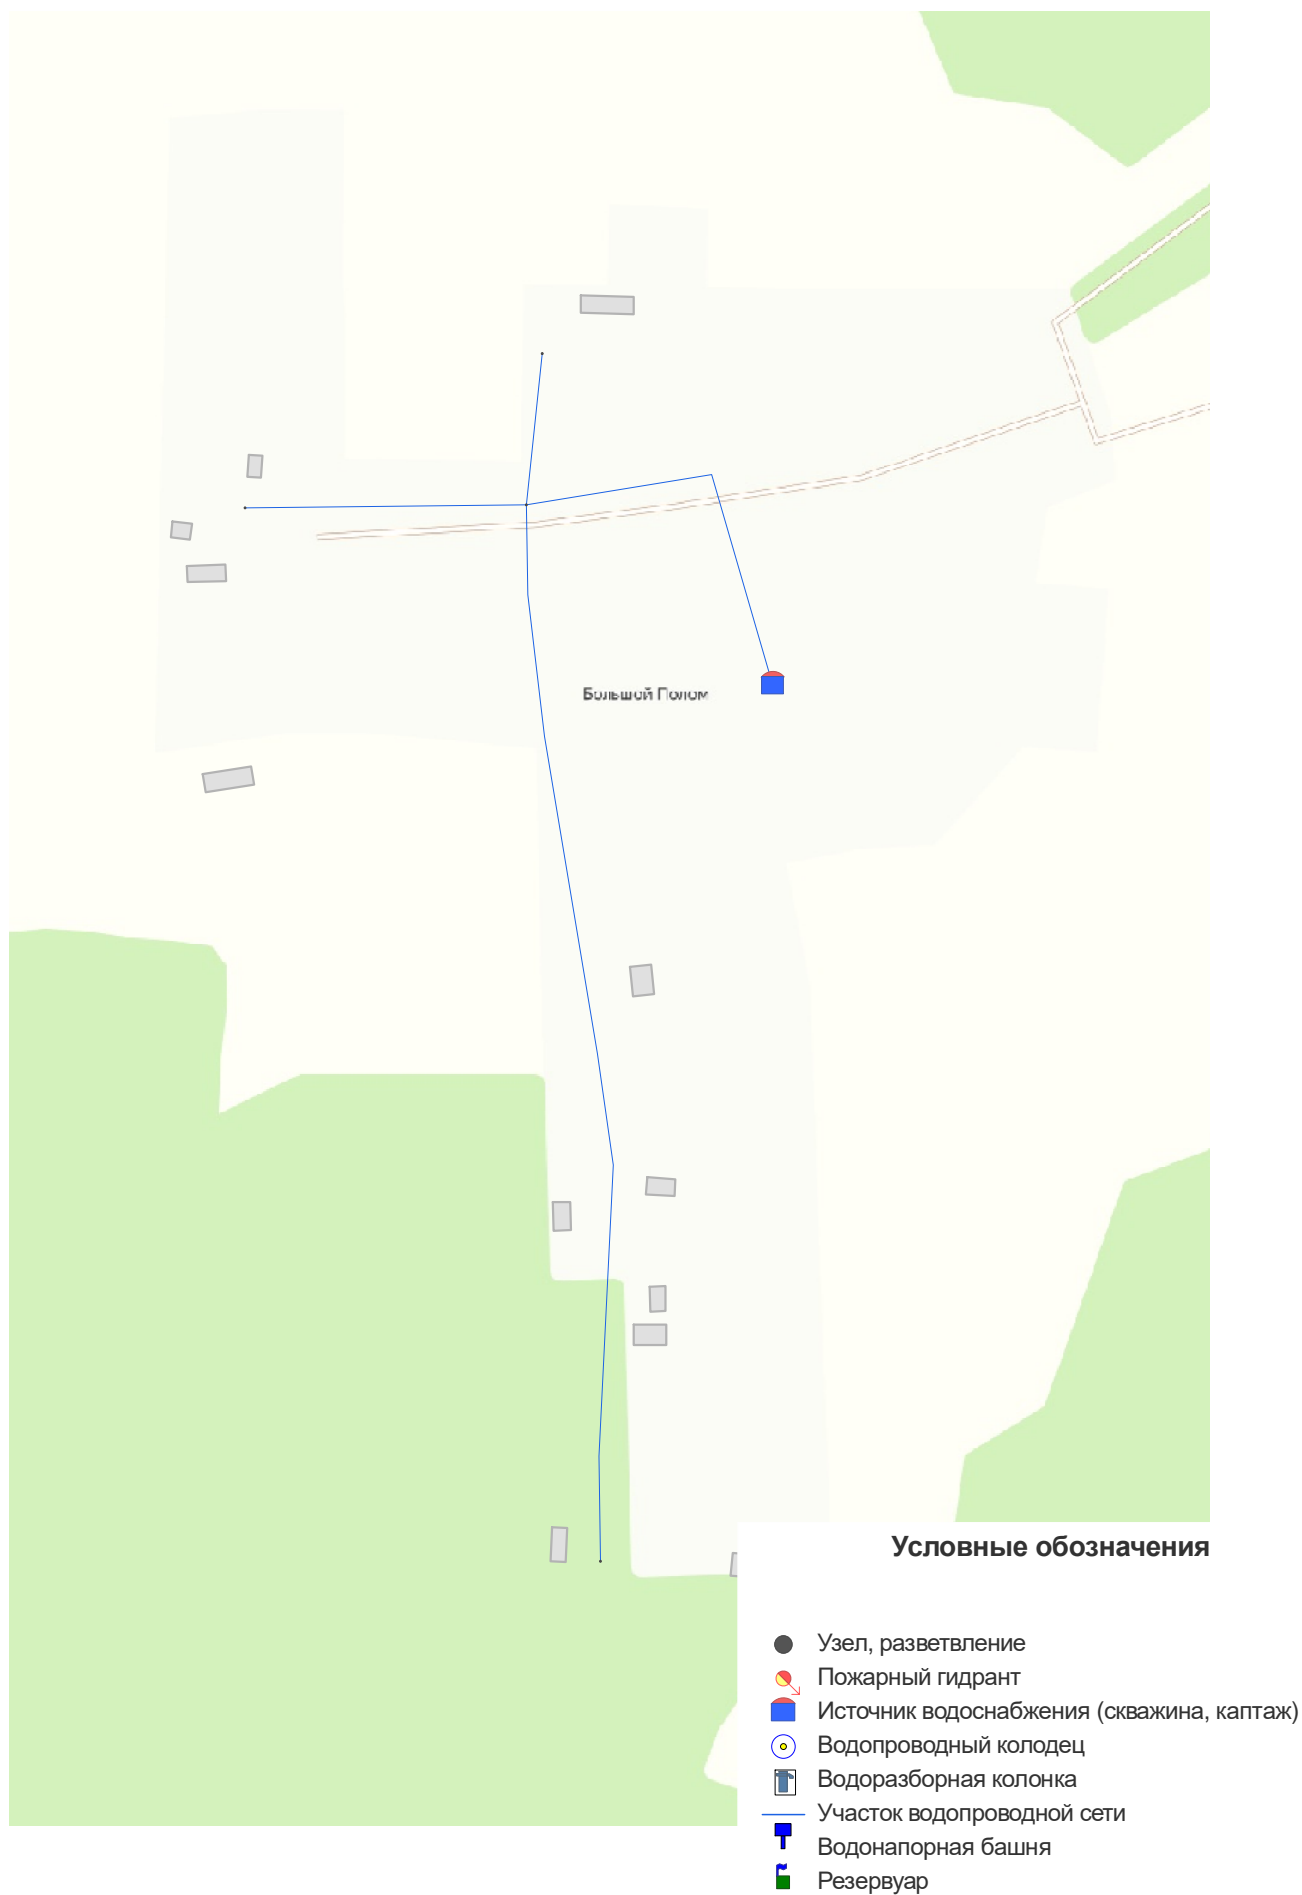 Большой Полом
Условные обозначения
Узел, разветвление
Пожарный гидрант
Источник водоснабжения (скважина, каптаж)
Водопроводный колодец
Водоразборная колонка
Участок водопроводной сети
Водонапорная башня
Резервуар